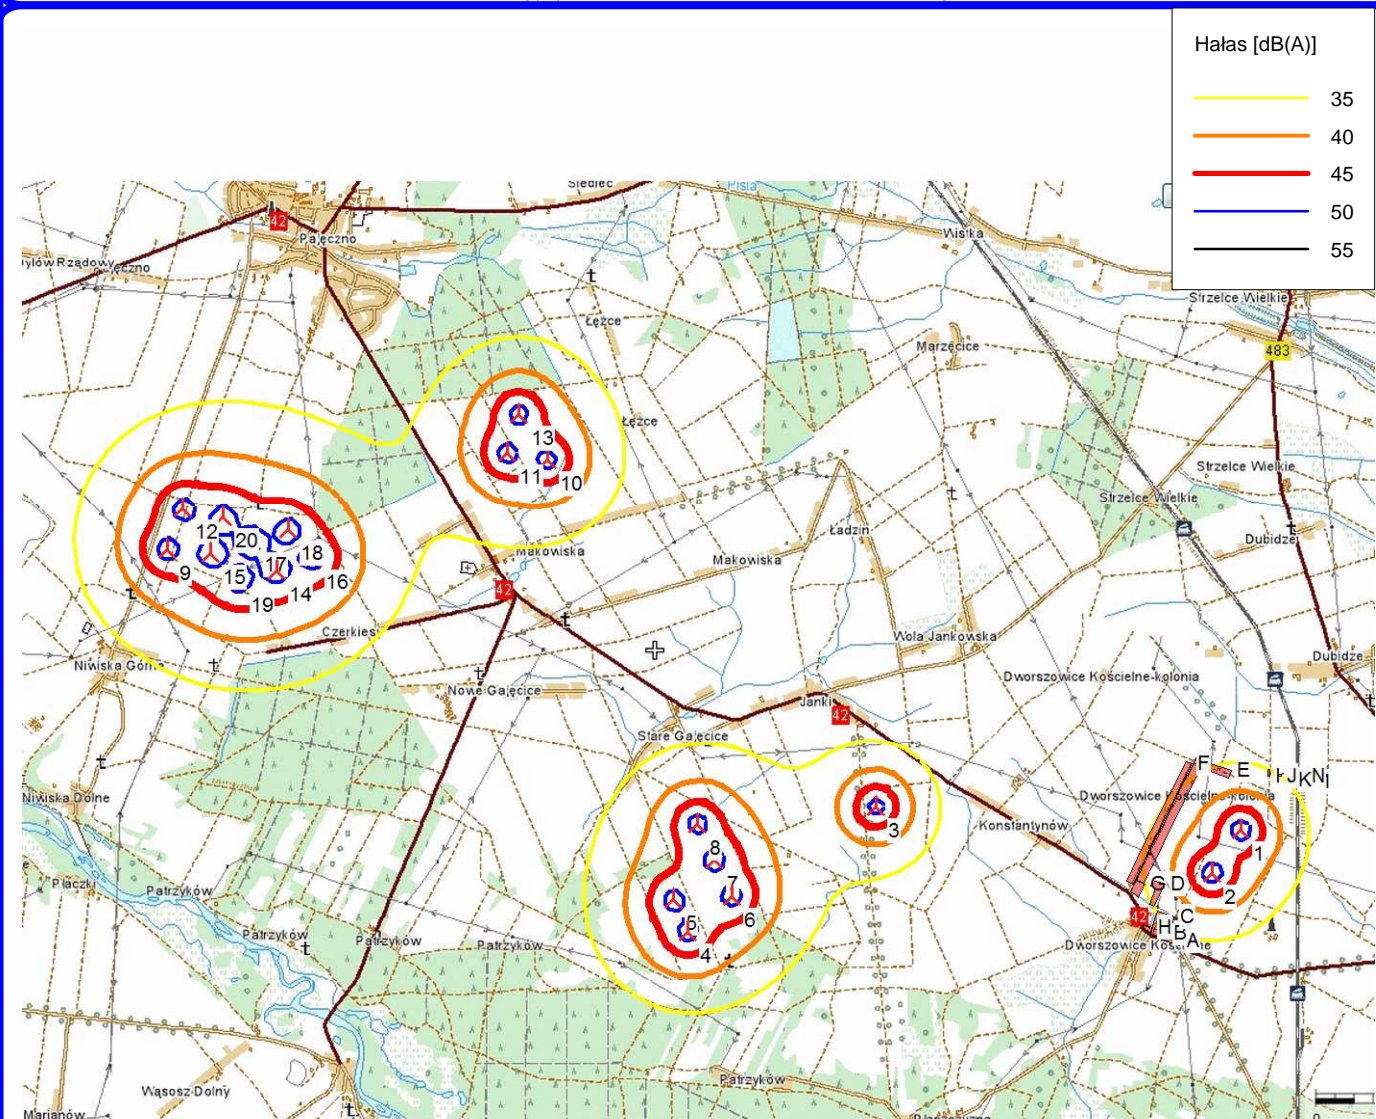 Hałas [dB(A)]
35
40
45
50
55
Siedlec
Pisia
42
Pajęczno
Wistka
Strzelce Wielkie
Łężce
Marzęcice
483
Łężce
13
11
10
Strzelce Wielkie
Strzelce Wielkie
Ładzin
Dubidze
12
20
18
Makowiska
Makowiska
9
15
17
16
14
19
42
Czerkiesy
Wola Jankowska
Niwiska Górne
Dubidze
Nowe Gajęcice
Dworszowice Kościelne-kolonia
Janki
42
Stare Gajęcice
F
E
J
K
N
Niwiska Dolne
Dworszowice Kościelne-kolonia
3
Konstantynów
8
1
7
2
Płaczki
Patrzyków
G
D
5
6
42
C
H
B
A
Patrzyków
Patrzyków
Patrzyków
4
Dworszowice Kościelne
Patrzyków
Wąsosz Dolny
Marianów